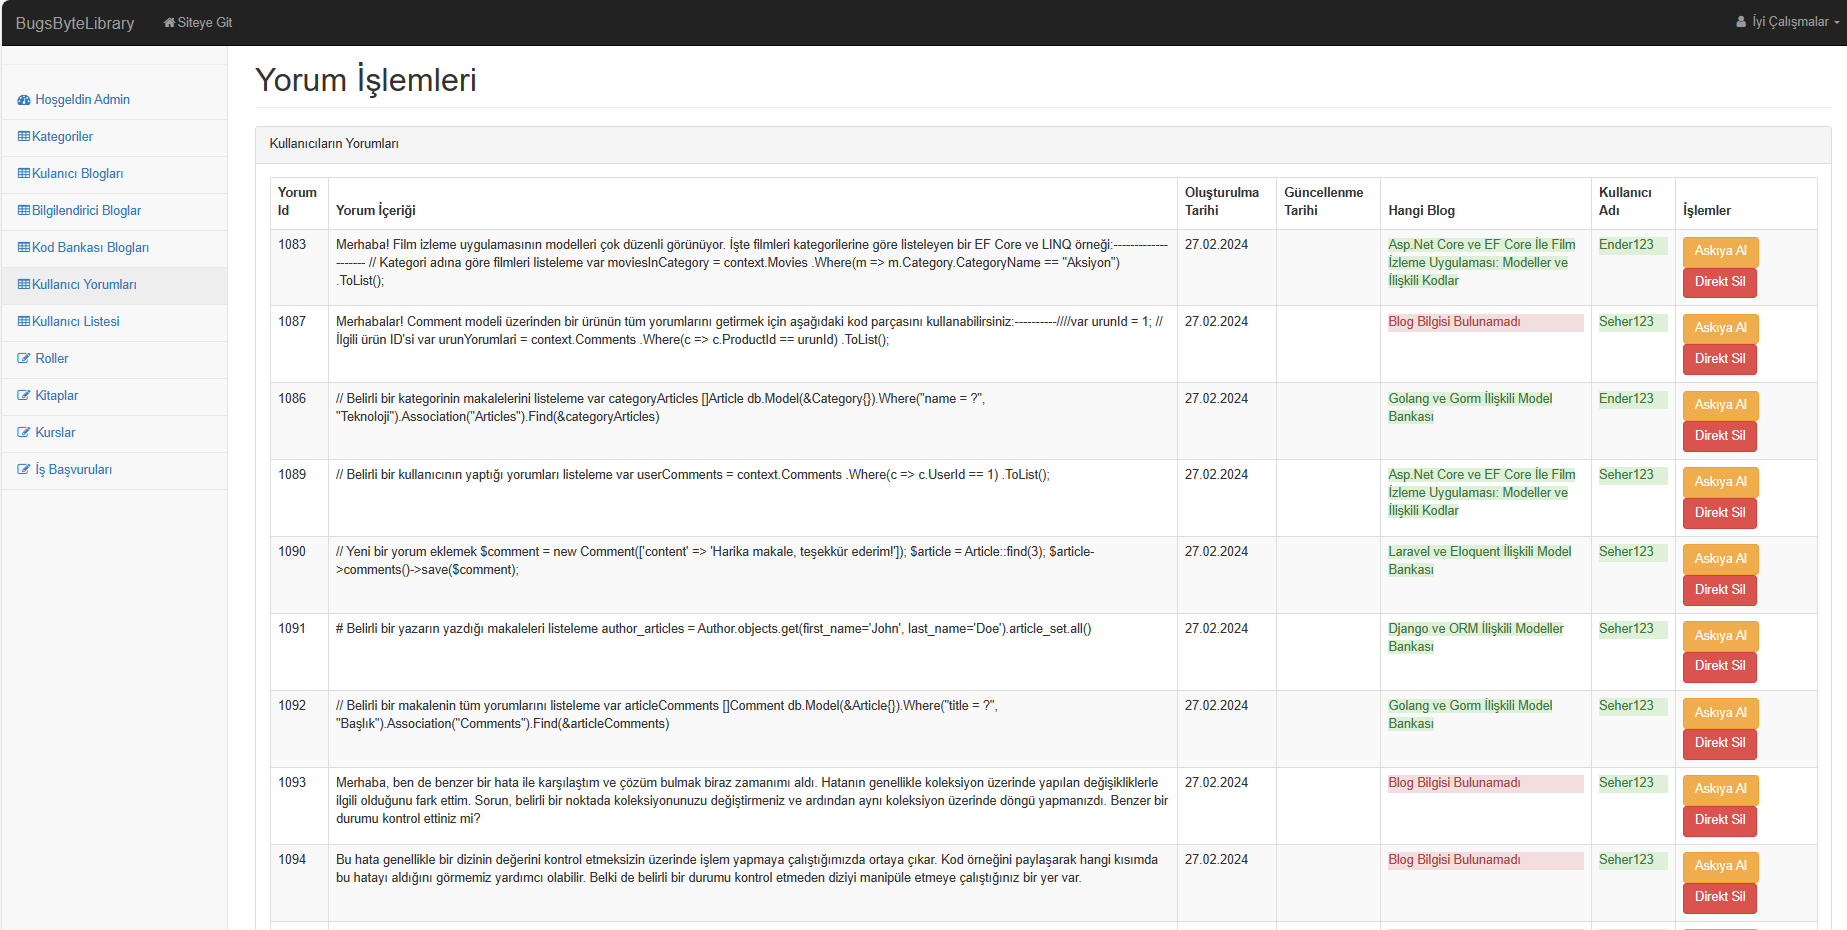 BugsByteLibrary
Siteye Git
İyi Çalışmalar
Hoşgeldin Admin
Kategoriler
Kulanıcı Blogları
Bilgilendirici Bloglar
Kod Bankası Blogları
Kullanıcı Yorumları
Kullanıcı Listesi
Roller
Kitaplar
Kurslar
İş Başvuruları
Yorum İşlemleri
Kullanıcıların Yorumları
Yorum Id
Yorum İçeriği
Oluşturulma Tarihi
Güncellenme Tarihi
Hangi Blog
Kullanıcı Adı
İşlemler
1083
Merhaba! Film izleme uygulamasının modelleri çok düzenli görünüyor. İşte filmleri kategorilerine göre listeleyen bir EF Core ve LINQ örneği:-------------------
-------- // Kategori adına göre filmleri listeleme var moviesInCategory = context.Movies .Where(m => m.Category.CategoryName == "Aksiyon")
.ToList();
27.02.2024
Asp.Net Core ve EF Core İle Film
İzleme Uygulaması: Modeller ve
İlişkili Kodlar
Ender123
Askıya Al
Direkt Sil
1087
Merhabalar! Comment modeli üzerinden bir ürünün tüm yorumlarını getirmek için aşağıdaki kod parçasını kullanabilirsiniz:----------////var urunId = 1; //
İlgili ürün ID'si var urunYorumlari = context.Comments .Where(c => c.ProductId == urunId) .ToList();
27.02.2024
Blog Bilgisi Bulunamadı
Seher123
Askıya Al
Direkt Sil
1086
// Belirli bir kategorinin makalelerini listeleme var categoryArticles []Article db.Model(&Category{}).Where("name = ?",
"Teknoloji").Association("Articles").Find(&categoryArticles)
27.02.2024
Golang ve Gorm İlişkili Model
Bankası
Ender123
Askıya Al
Direkt Sil
1089
// Belirli bir kullanıcının yaptığı yorumları listeleme var userComments = context.Comments .Where(c => c.UserId == 1) .ToList();
27.02.2024
Asp.Net Core ve EF Core İle Film
İzleme Uygulaması: Modeller ve
İlişkili Kodlar
Seher123
Askıya Al
Direkt Sil
1090
// Yeni bir yorum eklemek $comment = new Comment(['content' => 'Harika makale, teşekkür ederim!']); $article = Article::find(3); $article-
>comments()->save($comment);
27.02.2024
Laravel ve Eloquent İlişkili Model
Bankası
Seher123
Askıya Al
Direkt Sil
1091
# Belirli bir yazarın yazdığı makaleleri listeleme author_articles = Author.objects.get(first_name='John', last_name='Doe').article_set.all()
27.02.2024
Django ve ORM İlişkili Modeller
Bankası
Seher123
Askıya Al
Direkt Sil
1092
// Belirli bir makalenin tüm yorumlarını listeleme var articleComments []Comment db.Model(&Article{}).Where("title = ?",
"Başlık").Association("Comments").Find(&articleComments)
27.02.2024
Golang ve Gorm İlişkili Model
Bankası
Seher123
Askıya Al
Direkt Sil
1093
Merhaba, ben de benzer bir hata ile karşılaştım ve çözüm bulmak biraz zamanımı aldı. Hatanın genellikle koleksiyon üzerinde yapılan değişikliklerle
ilgili olduğunu fark ettim. Sorun, belirli bir noktada koleksiyonunuzu değiştirmeniz ve ardından aynı koleksiyon üzerinde döngü yapmanızdı. Benzer bir
durumu kontrol ettiniz mi?
27.02.2024
Blog Bilgisi Bulunamadı
Seher123
Askıya Al
Direkt Sil
1094
Bu hata genellikle bir dizinin değerini kontrol etmeksizin üzerinde işlem yapmaya çalıştığımızda ortaya çıkar. Kod örneğini paylaşarak hangi kısımda
bu hatayı aldığını görmemiz yardımcı olabilir. Belki de belirli bir durumu kontrol etmeden diziyi manipüle etmeye çalıştığınız bir yer var.
27.02.2024
Blog Bilgisi Bulunamadı
Seher123
Askıya Al
Direkt Sil